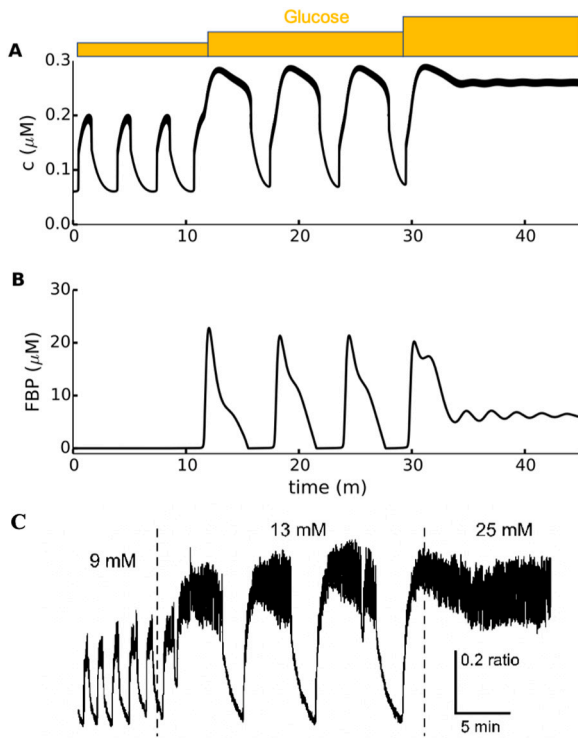 Glucose
A
0.3
0.2
0.1
0.0
c (μM)
0 10 20 30 40
B
30
20
10
0
FBP (μM)
0 10 20 30 40
time (m)
C
9 mM
13 mM
25 mM
0.2 ratio
5 min